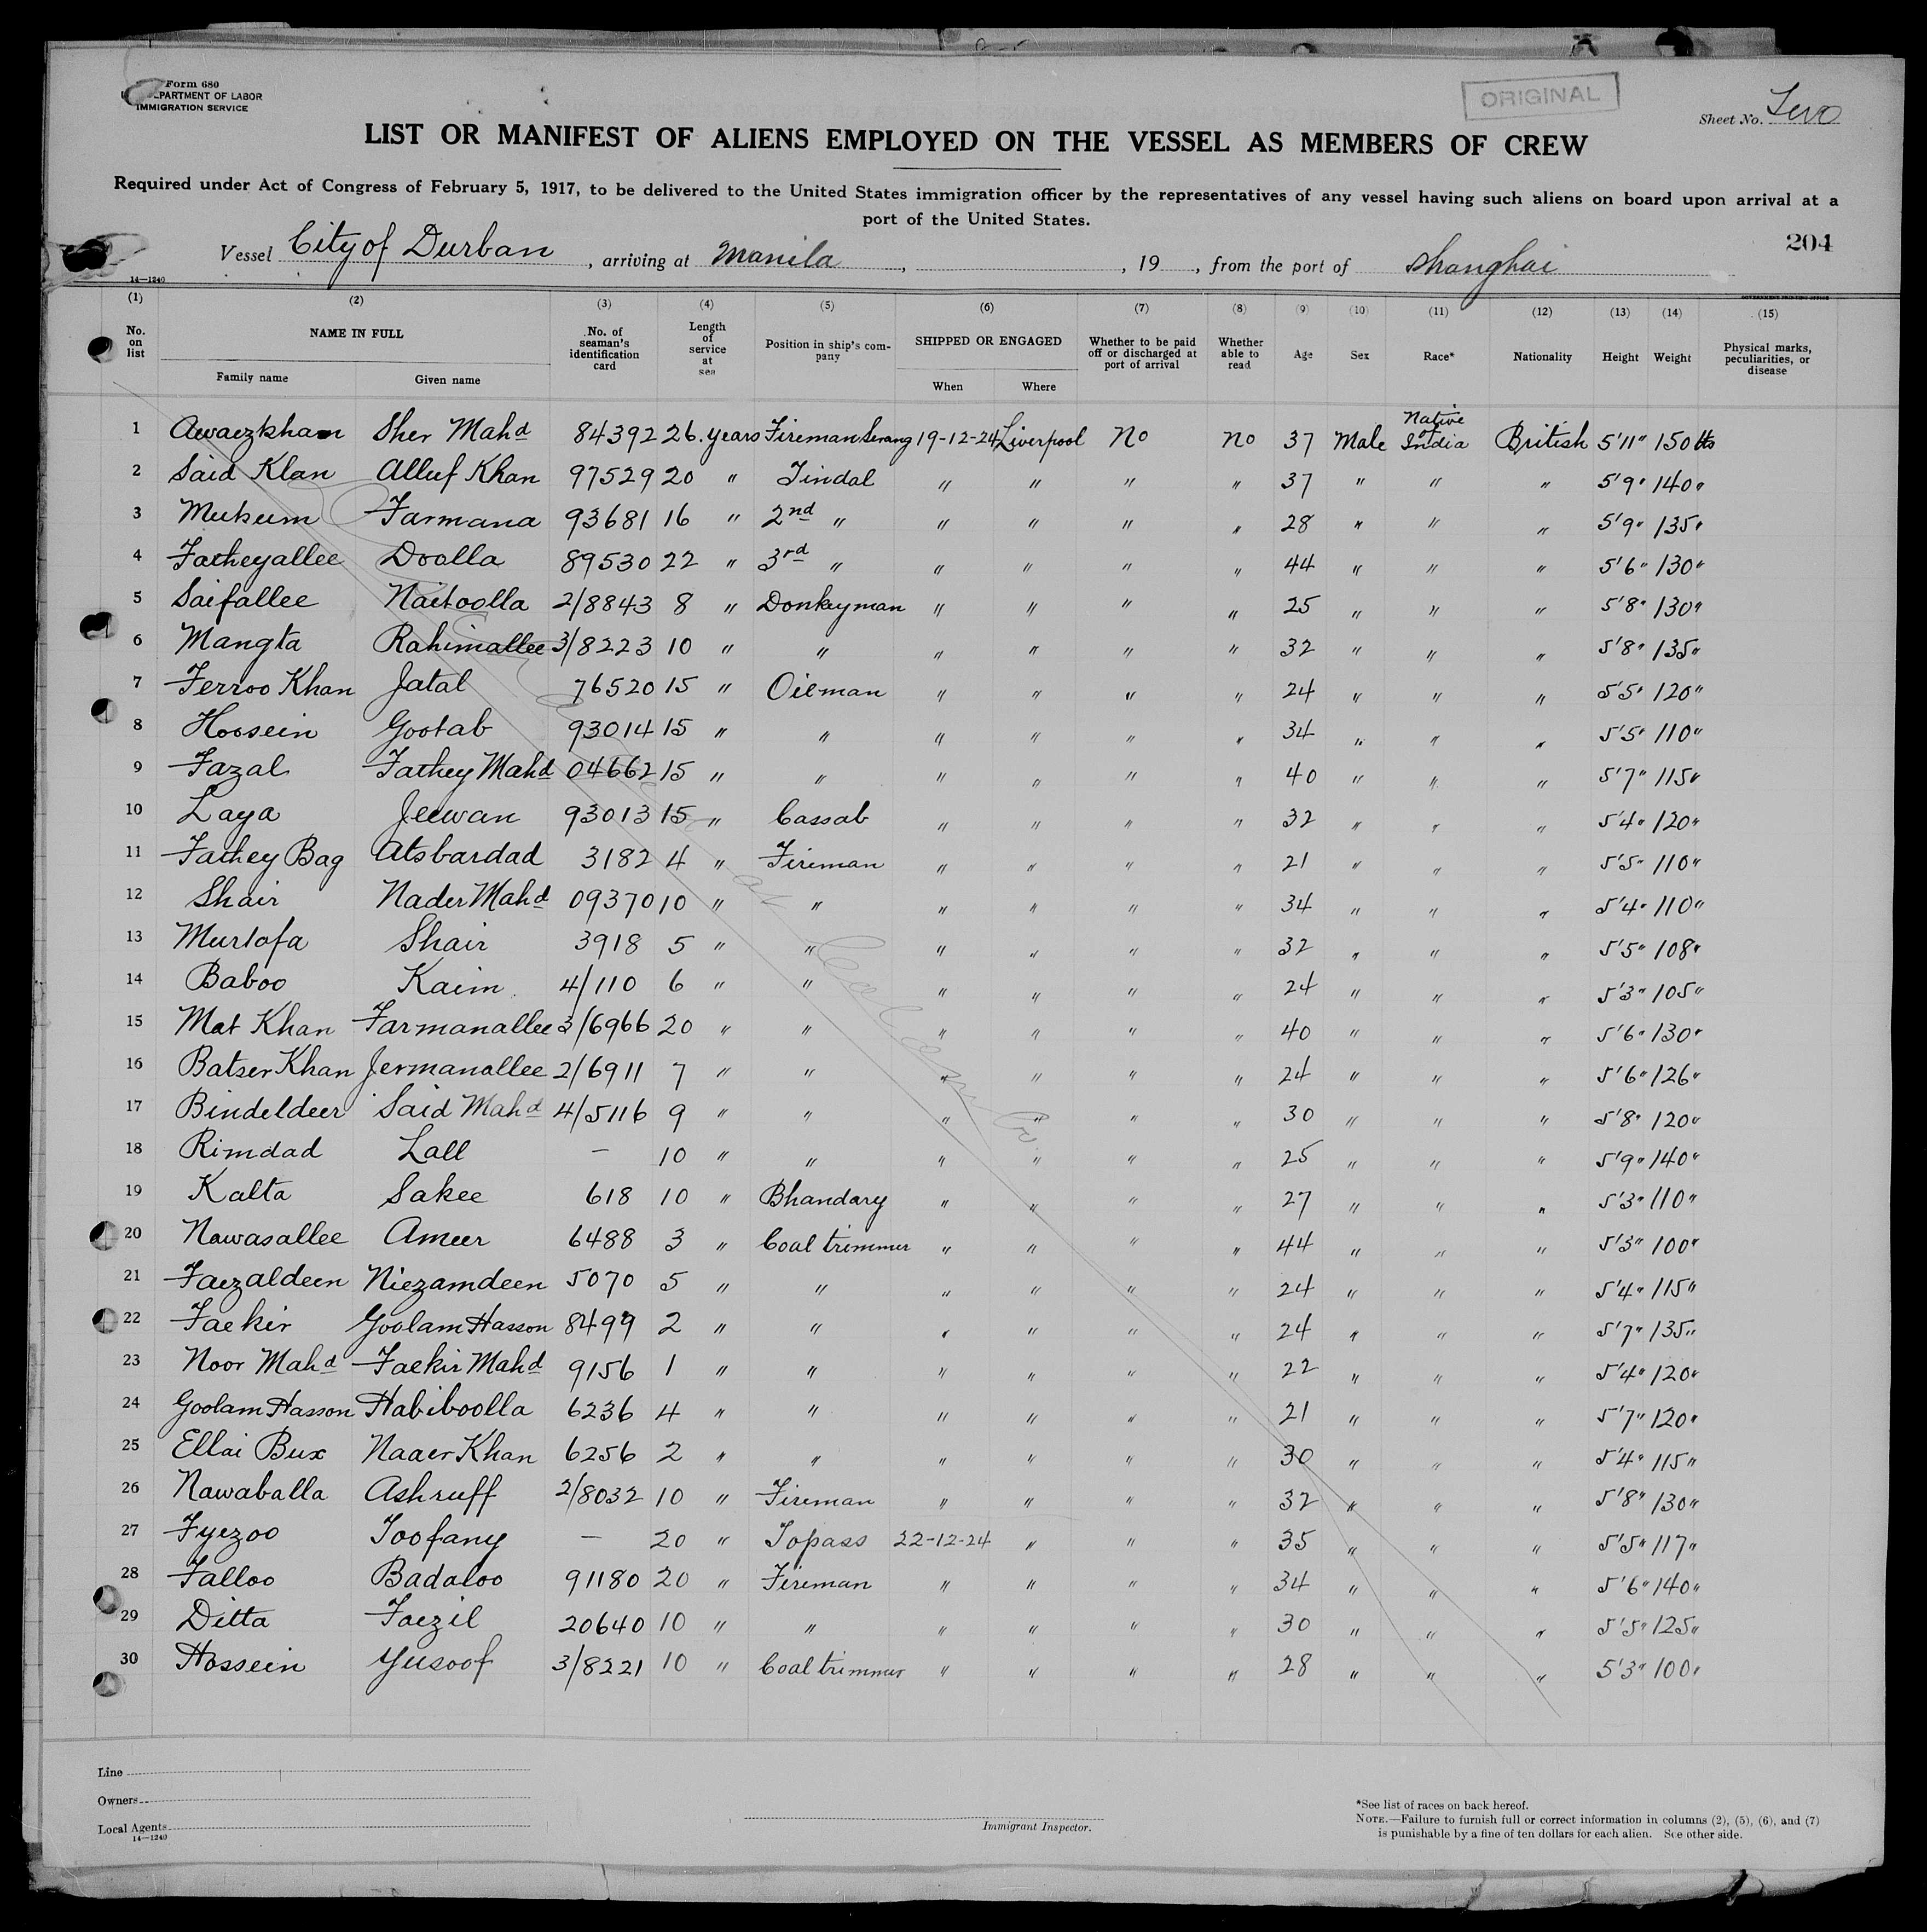 Form 680
DEPARTMENT OF LABOR
IMMIGRATION SERVICE
ORIGINAL
Sheet No. Two
LIST OR MANIFEST OF ALIENS EMPLOYED ON THE VESSEL AS MEMBERS OF CREW
Required under Act of Congress of February 5, 1917, to be delivered to the United States immigration officer by the representatives of any vessel having such aliens on board upon arrival at a
port of the United States.
204
Vessel City of Durban, arriving at Manila, , 19 , from the port of Shanghai
14—1240
GOVERNMENT PRINTING OFFICE
(1) (2) (3) (4) (5) (6) (7) (8) (9) (10) (11) (12) (13) (14) (15)
No. on list NAME IN FULL No. of seaman's identification card Length of service at sea Position in ship's company SHIPPED OR ENGAGED Whether to be paid off or discharged at port of arrival Whether able to read Age Sex Race* Nationality Height Weight Physical marks, peculiarities, or disease
Family name Given name When Where
1 Awaezkhan Sher Mahd 84392 26 years Fireman Serang 19-12-24 Liverpool No No 37 Male Native of India British 5'11" 150 lbs
2 Said Klan Alluf Khan 97529 20 " Tindal " " " " 37 " " " 5'9" 140 "
3 Mukum Farmana 93681 16 " 2nd " " " " " 28 " " " 5'9" 135 "
4 Fatheyallee Doalla 89530 22 " 3rd " " " " " 44 " " " 5'6" 130 "
5 Saifallee Naitoolla 2/8843 8 " Donkeyman " " " " 25 " " " 5'8" 130 "
6 Mangta Rahimallee 3/8223 10 " " " " " " 32 " " " 5'8" 135 "
7 Ferroo Khan Jatal 76520 15 " Oilman " " " " 24 " " " 5'5" 120 "
8 Hossein Gootab 93014 15 " " " " " " 34 " " " 5'5" 110 "
9 Fazal Fathey Mahd 04662 15 " " " " " " 40 " " " 5'7" 115 "
10 Laya Jeewan 93013 15 " Cassab " " " " 32 " " " 5'4" 120 "
11 Fathey Bag Atsbardad 3182 4 " Fireman " " " " 21 " " " 5'5" 110 "
12 Shair Nader Mahd 09370 10 " " " " " " 34 " " " 5'4" 110 "
13 Murtofa Shair 3918 5 " " " " " " 32 " " " 5'5" 108 "
14 Baboo Kaim 4/110 6 " " " " " " 24 " " " 5'3" 105 "
15 Mat Khan Farmanallee 3/6966 20 " " " " " " 40 " " " 5'6" 130 "
16 Batser Khan Jermanallee 2/6911 7 " " " " " " 24 " " " 5'6" 126 "
17 Bindeldeer Said Mahd 4/5116 9 " " " " " " 30 " " " 5'8" 120 "
18 Rimdad Lall — 10 " " " " " " 25 " " " 5'9" 140 "
19 Kalta Sakee 618 10 " Bhandary " " " " 27 " " " 5'3" 110 "
20 Nawasallee Ameer 6488 3 " Coal trimmer " " " " 44 " " " 5'3" 100 "
21 Faezaldeen Niezamdeen 5070 5 " " " " " " 24 " " " 5'4" 115 "
22 Faekir Goolam Hasson 8499 2 " " " " " " 24 " " " 5'7" 135 "
23 Noor Mahd Faekir Mahd 9156 1 " " " " " " 22 " " " 5'4" 120 "
24 Goolam Hasson Habiboolla 6236 4 " " " " " " 21 " " " 5'7" 120 "
25 Ellai Bux Naaer Khan 6256 2 " " " " " " 30 " " " 5'4" 115 "
26 Nawaballa Ashruff 2/8032 10 " Fireman " " " " 32 " " " 5'8" 130 "
27 Fyezoo Toofany — 20 " Topass 22-12-24 " " " 35 " " " 5'5" 117 "
28 Falloo Badaloo 91180 20 " Fireman " " " " 34 " " " 5'6" 140 "
29 Ditta Faezil 20640 10 " " " " " " 30 " " " 5'5" 125 "
30 Hossein Yusoof 3/8221 10 " Coal trimmer " " " " 28 " " " 5'3" 100 "
Line
Owners
Local Agents
14—1240
Immigrant Inspector.
*See list of races on back hereof.
NOTE.—Failure to furnish full or correct information in columns (2), (5), (6), and (7)
is punishable by a fine of ten dollars for each alien. See other side.